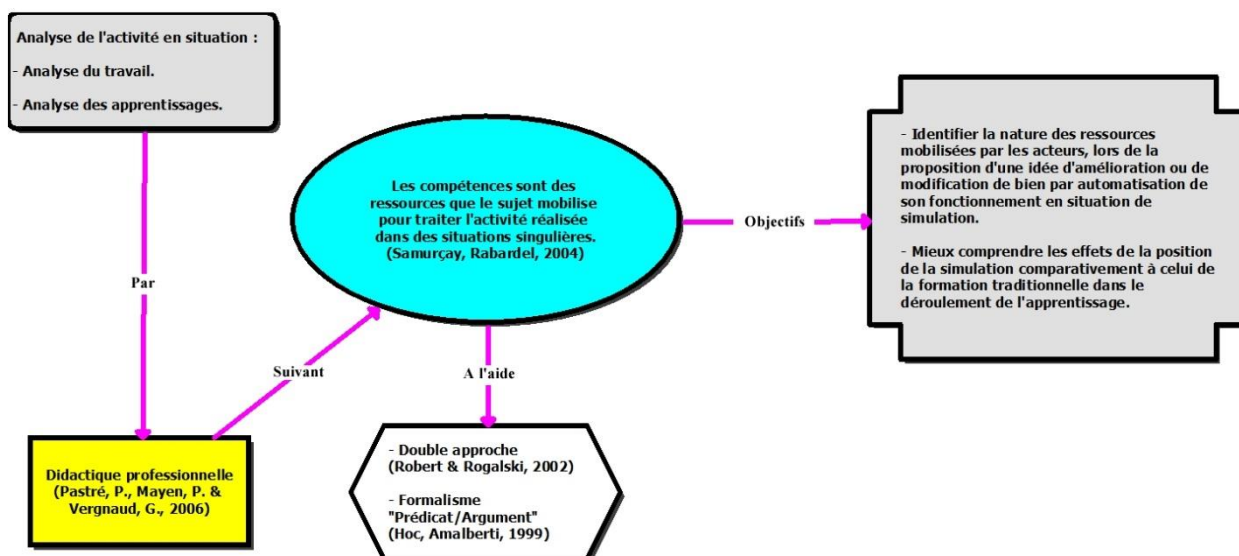 Analyse de l'activité en situation :
- Analyse du travail.
- Analyse des apprentissages.
Par
Didactique professionnelle
(Pastré, P., Mayen, P. &
Vergnaud, G., 2006)
Suivant
Les compétences sont des
ressources que le sujet mobilise
pour traiter l'activité réalisée
dans des situations singulières.
(Samurçay, Rabardel, 2004)
A l'aide
- Double approche
(Robert & Rogalski, 2002)
- Formalisme
"Prédicat/Argument"
(Hoc, Amalberti, 1999)
Objectifs
- Identifier la nature des ressources
mobilisées par les acteurs, lors de la
proposition d'une idée d'amélioration ou de
modification de bien par automatisation de
son fonctionnement en situation de
simulation.
- Mieux comprendre les effets de la position
de la simulation comparativement à celui de
la formation traditionnelle dans le
déroulement de l'apprentissage.